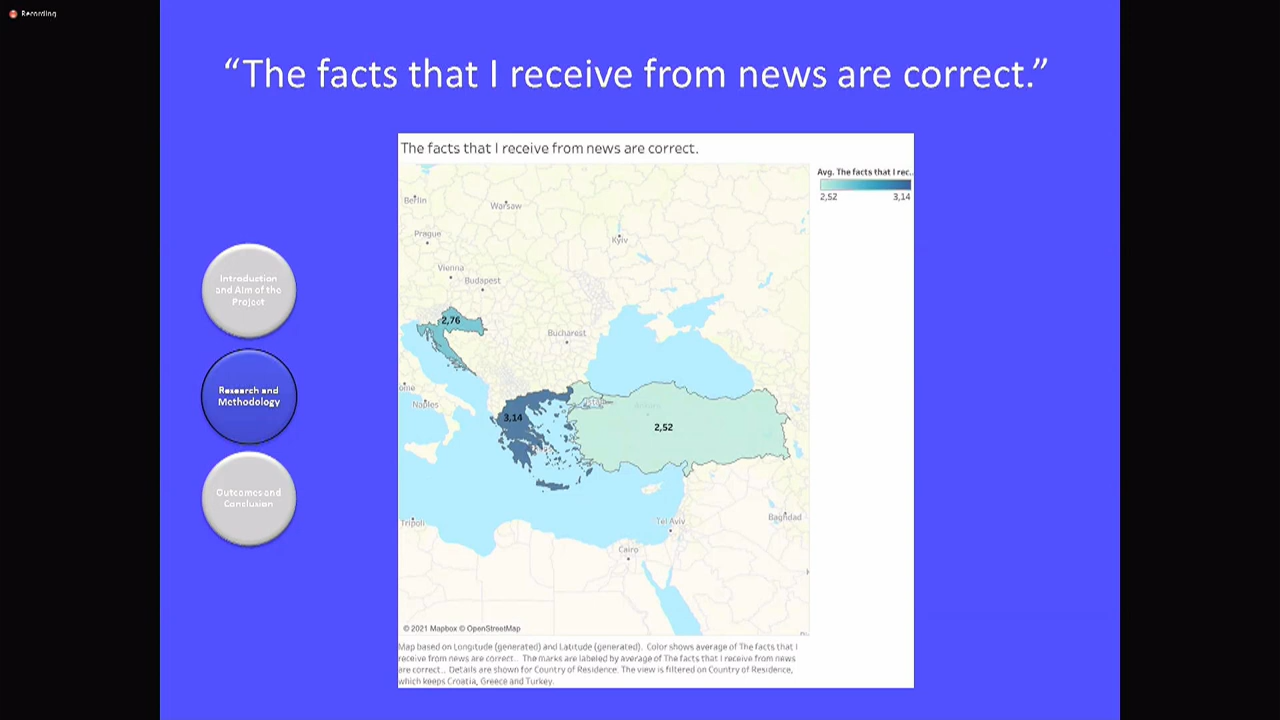 Recording
“The facts that I receive from news are correct.”
The facts that I receive from news are correct.
Avg. The facts that I rec..
2,52
3,14
Berlin
Warsaw
Prague
Kyiv
Vienna
Budapest
2,76
Bucharest
Naples
3,14
2,52
Tripoli
Tel Aviv
Baghdad
Cairo
© 2021 Mapbox © OpenStreetMap
Map based on Longitude (generated) and Latitude (generated). Color shows average of The facts that I
receive from news are correct.. The marks are labeled by average of The facts that I receive from news
are correct.. Details are shown for Country of Residence. The view is filtered on Country of Residence,
which keeps Croatia, Greece and Turkey.
Introduction
and Aim of the
Project
Research and
Methodology
Outcomes and
Conclusion